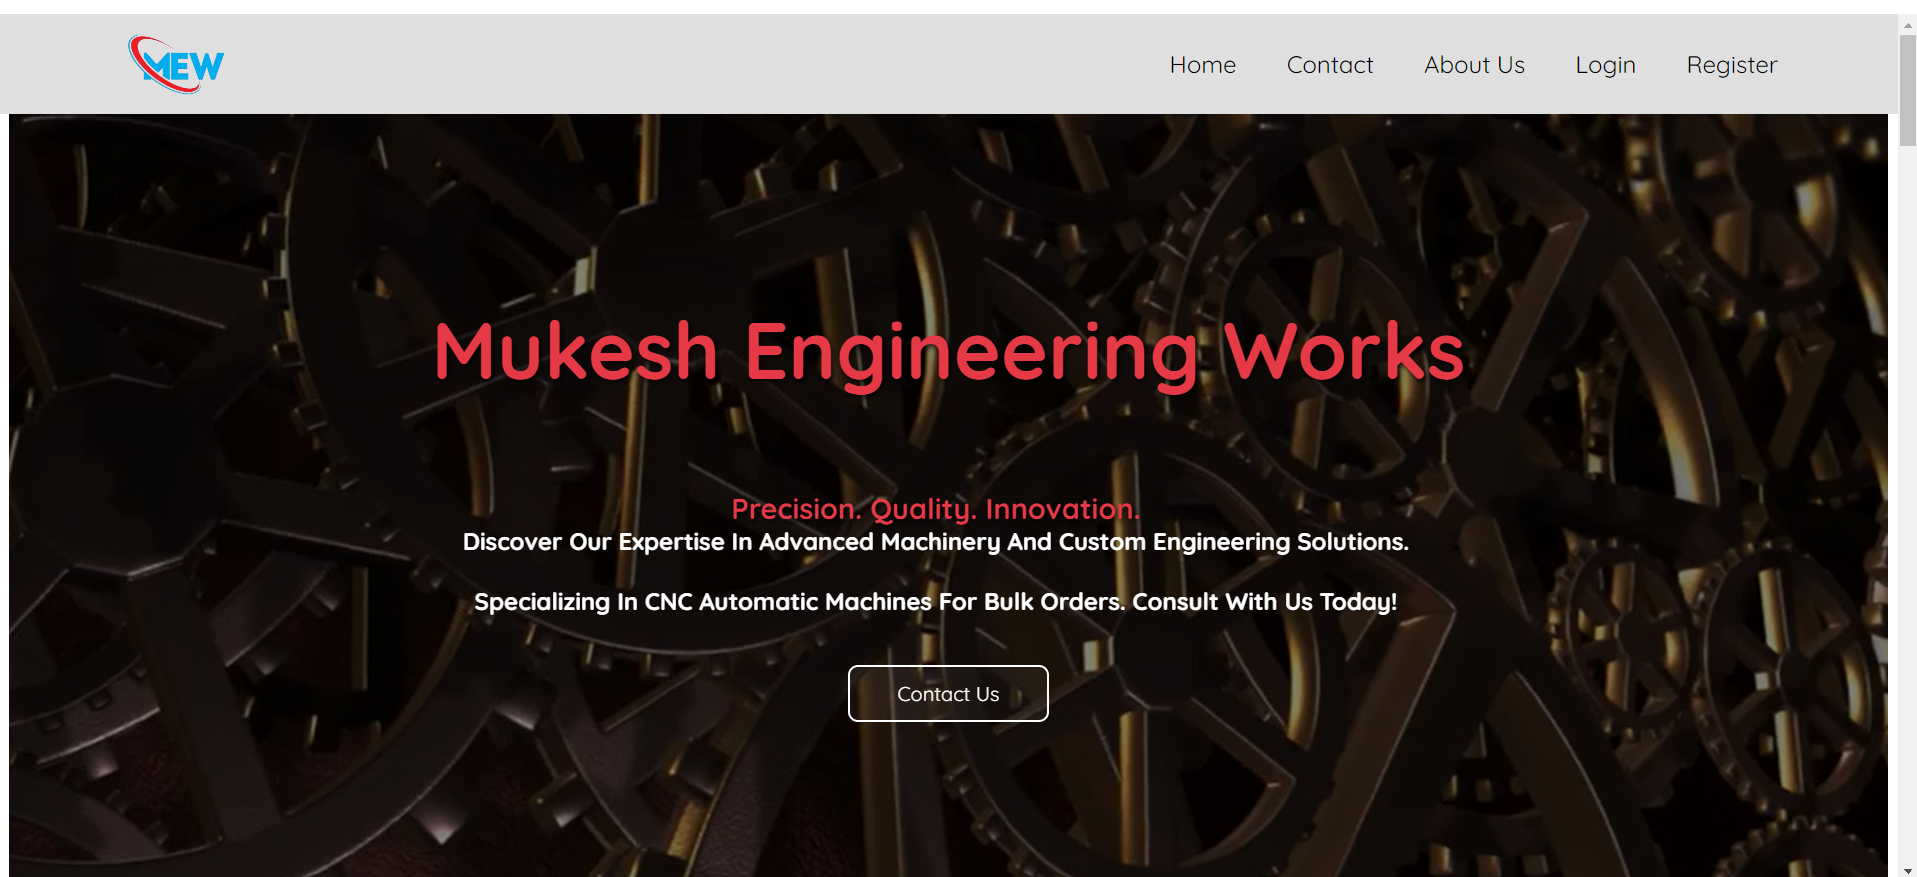 MEW
Home Contact About Us Login Register
Mukesh Engineering Works
Precision. Quality. Innovation.
Discover Our Expertise In Advanced Machinery And Custom Engineering Solutions.
Specializing In CNC Automatic Machines For Bulk Orders. Consult With Us Today!
Contact Us